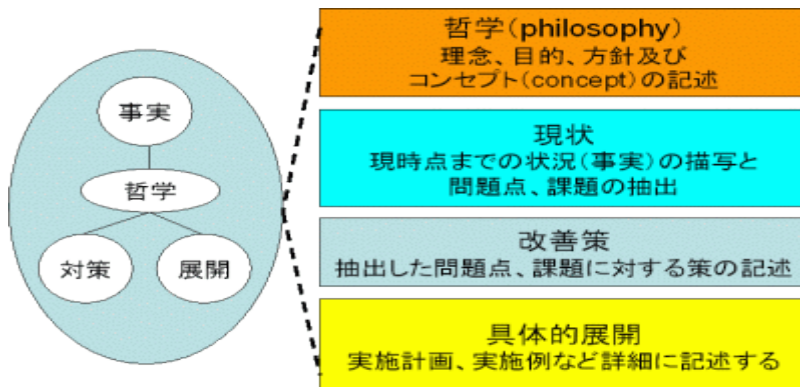 事実
哲学
対策
展開
哲学(philosophy)
理念、目的、方針及び
コンセプト(concept)の記述
現状
現時点までの状況(事実)の描写と
問題点、課題の抽出
改善策
抽出した問題点、課題に対する策の記述
具体的展開
実施計画、実施例など詳細に記述する